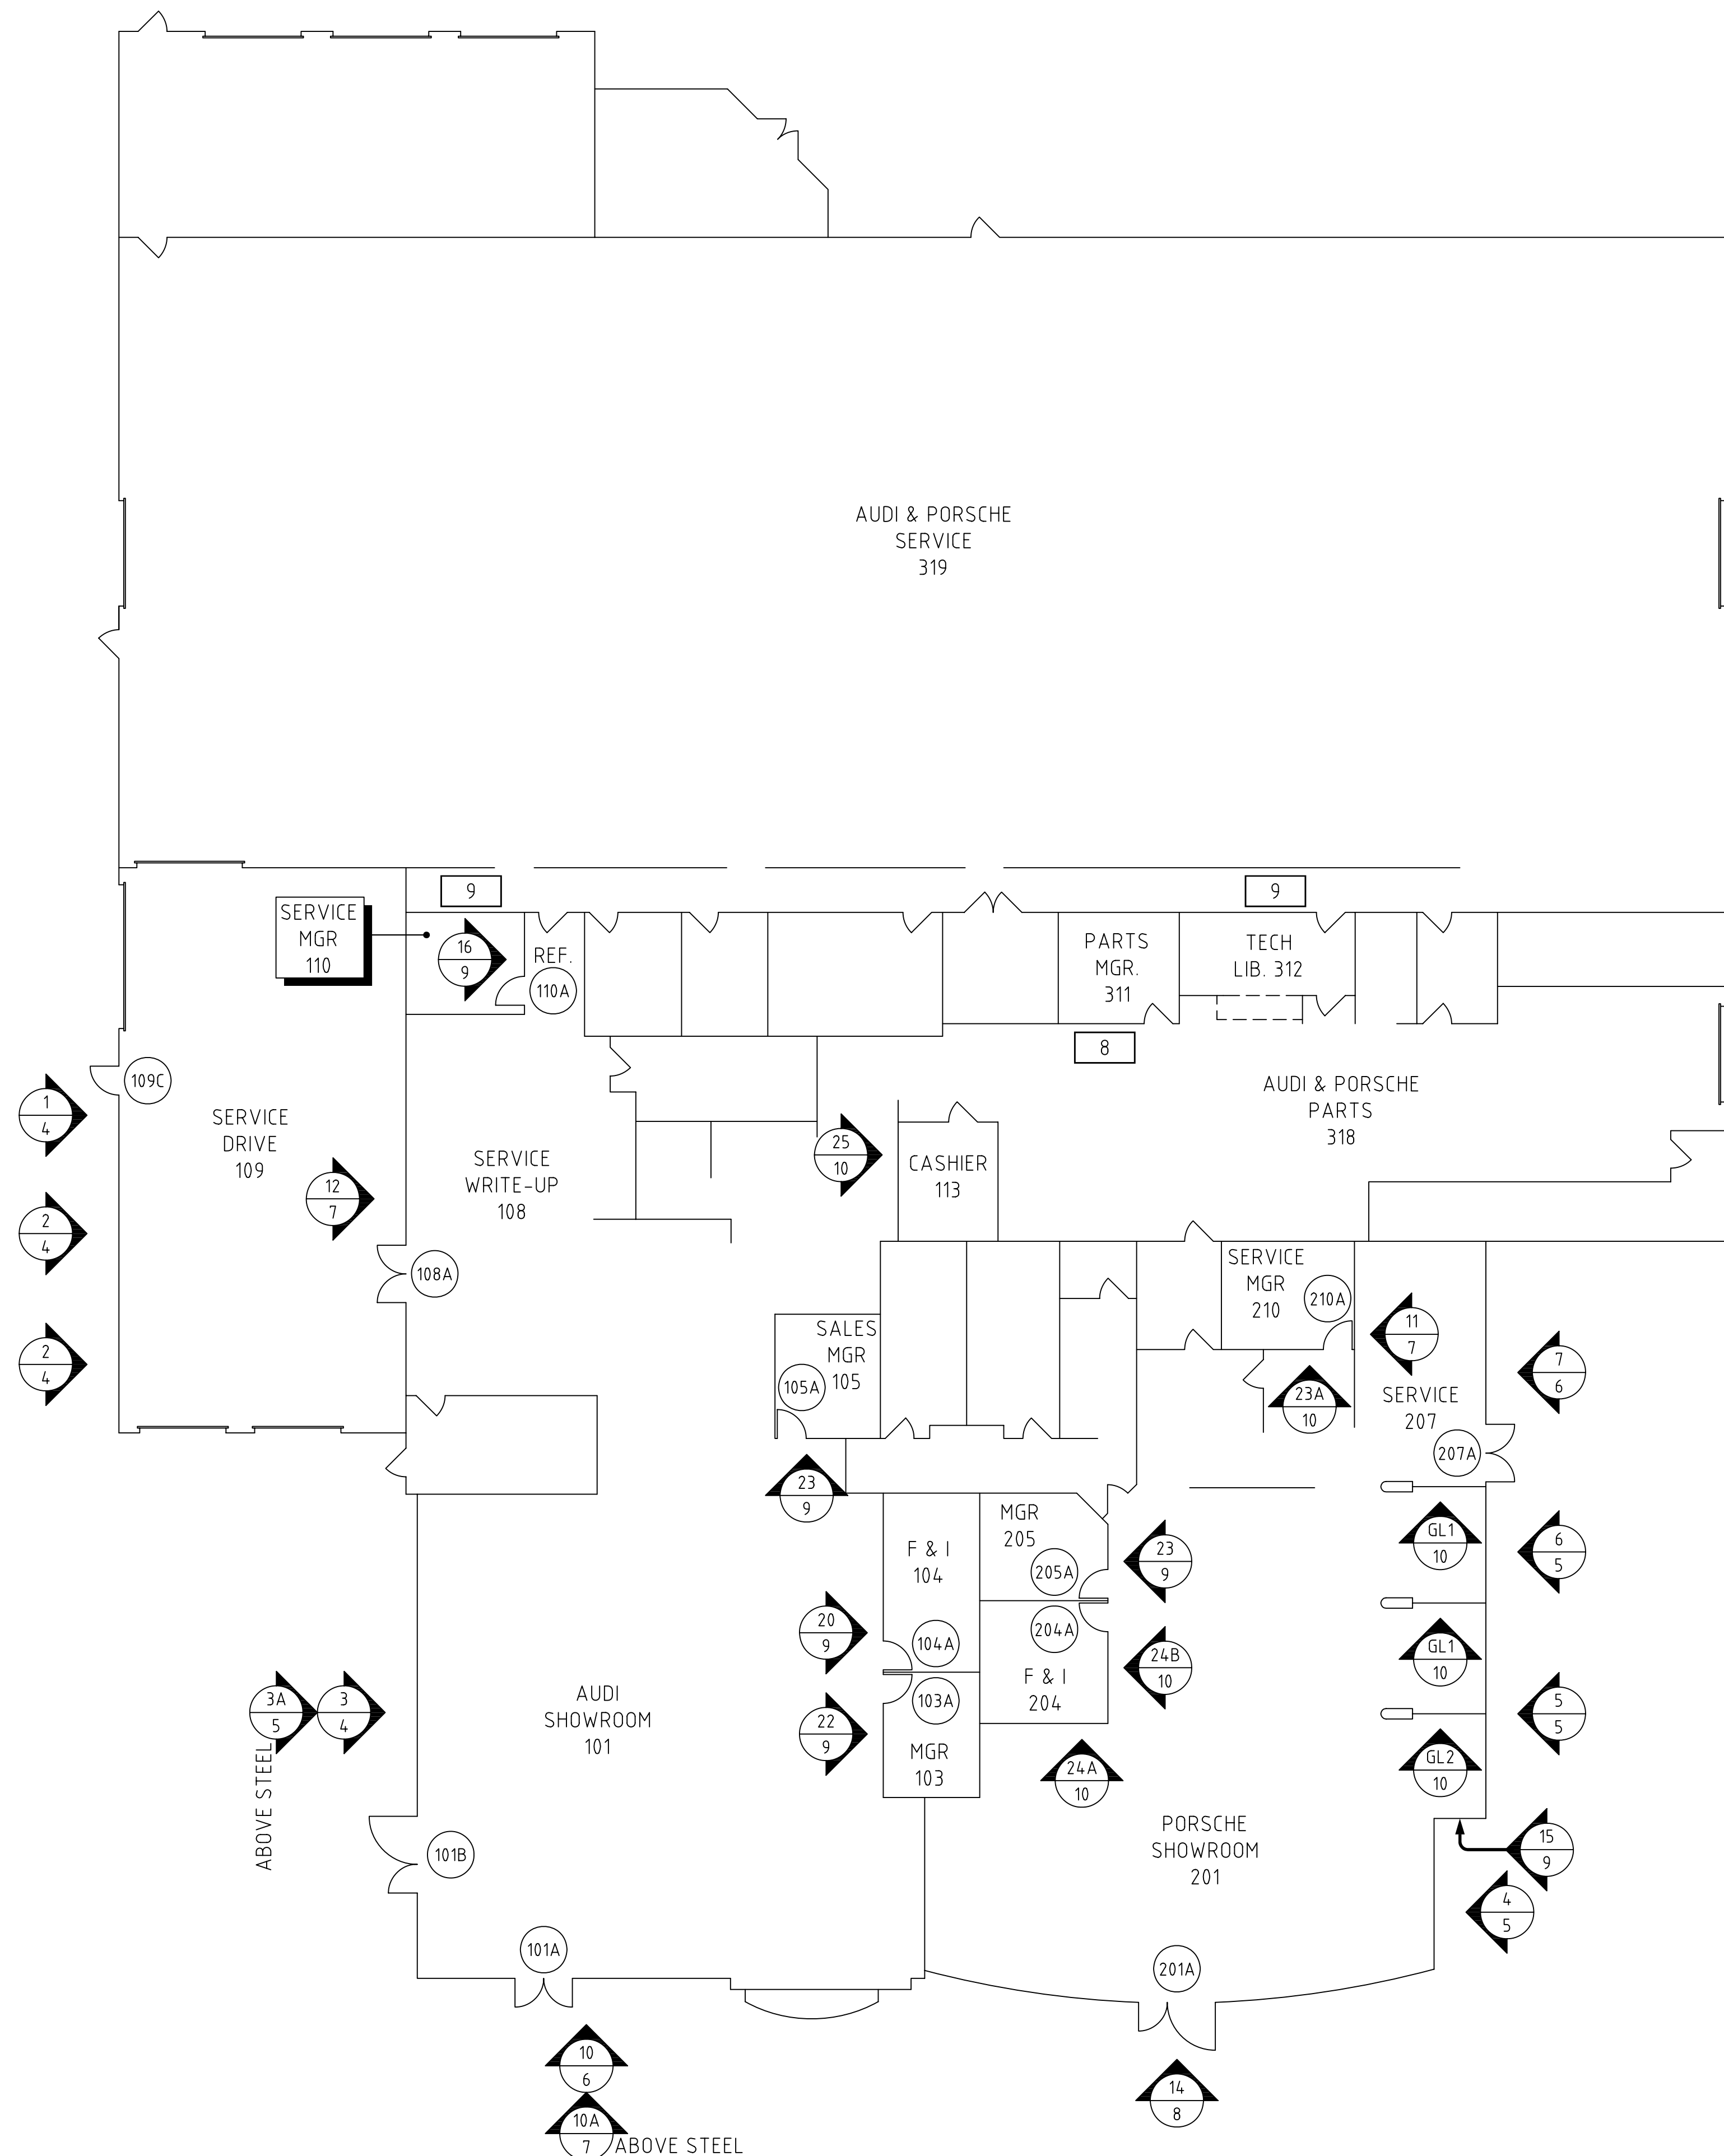 AUDI & PORSCHE
SERVICE
319
9
9
SERVICE
MGR
110
16
9
REF.
110A
PARTS
MGR.
311
TECH
LIB. 312
8
109C
1
4
SERVICE
DRIVE
109
AUDI & PORSCHE
PARTS
318
25
10
CASHIER
113
12
7
SERVICE
WRITE-UP
108
2
4
108A
SERVICE
MGR
210
210A
11
7
2
4
SALES
MGR
105
105A
23A
10
SERVICE
207
7
6
207A
23
9
MGR
205
F & I
104
205A
23
9
GL1
10
6
5
20
9
104A
204A
24B
10
GL1
10
3A
5
3
4
AUDI
SHOWROOM
101
22
9
103A
F & I
204
5
5
MGR
103
24A
10
GL2
10
ABOVE STEEL
101B
PORSCHE
SHOWROOM
201
15
9
4
5
101A
201A
10
6
14
8
10A
7
ABOVE STEEL